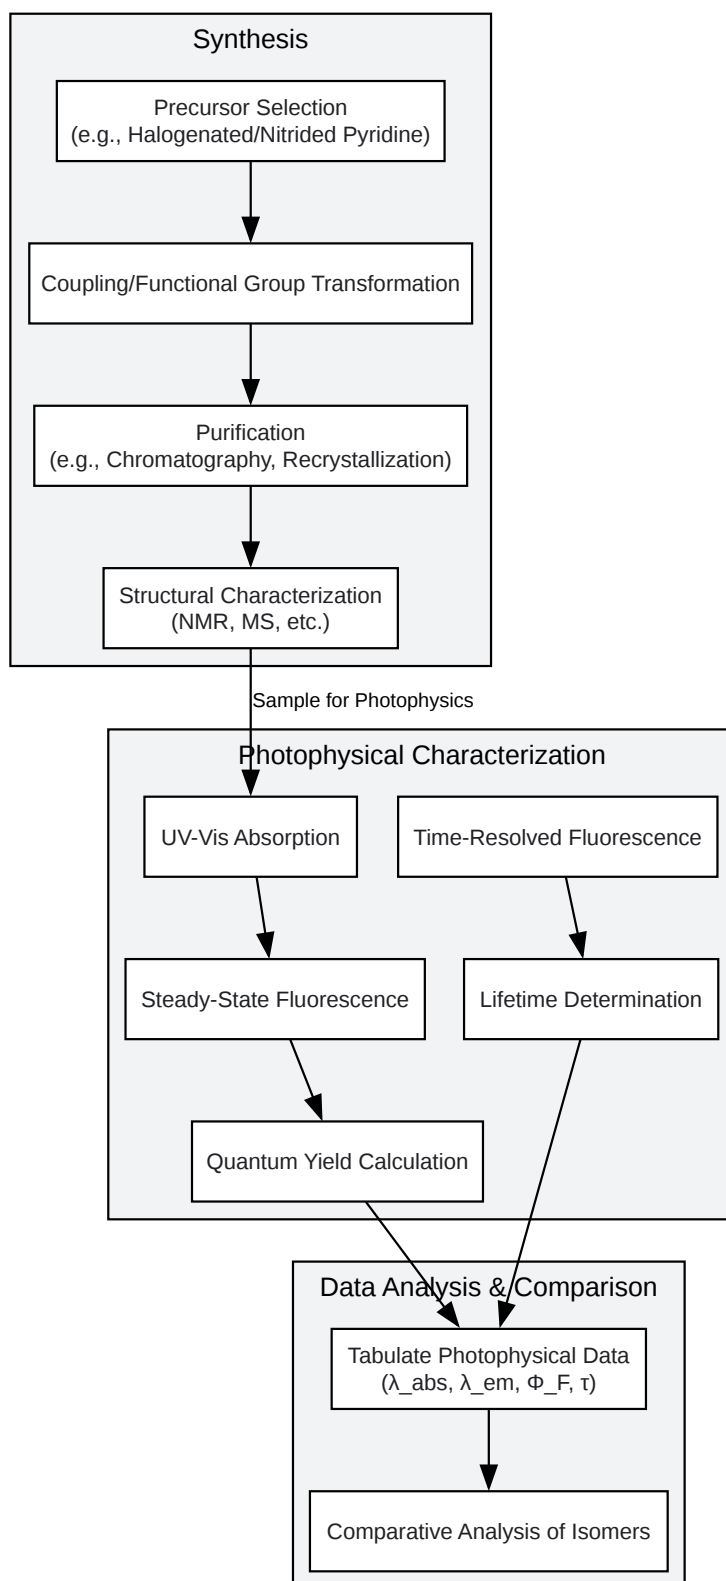 Synthesis
Precursor Selection
(e.g., Halogenated/Nitrided Pyridine)
Coupling/Functional Group Transformation
Purification
(e.g., Chromatography, Recrystallization)
Structural Characterization
(NMR, MS, etc.)
Sample for Photophysics
Photophysical Characterization
UV-Vis Absorption
Time-Resolved Fluorescence
Steady-State Fluorescence
Lifetime Determination
Quantum Yield Calculation
Data Analysis & Comparison
Tabulate Photophysical Data
(λ_abs, λ_em, Φ_F, τ)
Comparative Analysis of Isomers